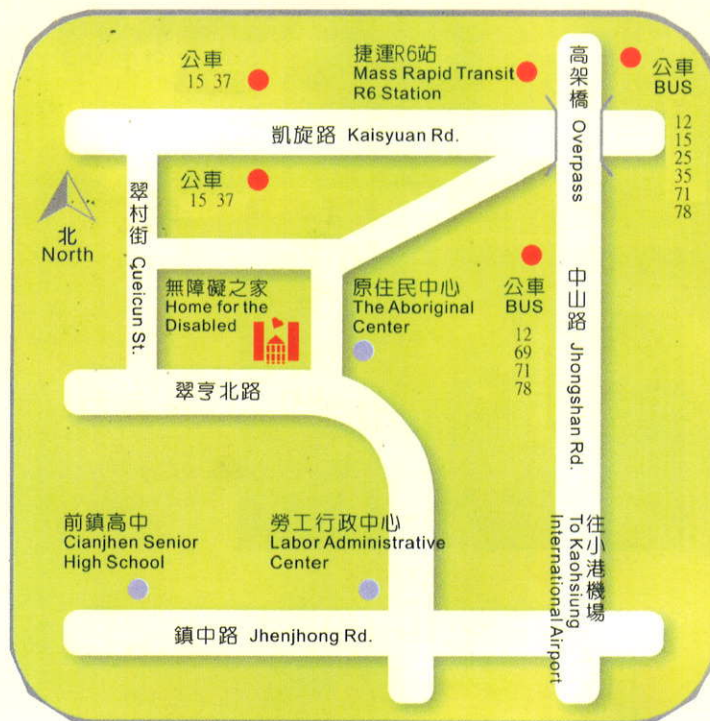 公車
15 37
捷運R6站
Mass Rapid Transit
R6 Station
高架橋 Overpass
公車
BUS
12
15
25
35
71
78
凱旋路 Kaisyuan Rd.
北
North
翠村街 Cueicun St.
公車
15 37
無障礙之家
Home for the
Disabled
原住民中心
The Aboriginal
Center
公車
BUS
12
69
71
78
中山路 Jhongshan Rd.
翠亨北路
前鎮高中
Cianjhen Senior
High School
勞工行政中心
Labor Administrative
Center
往小港機場
To Kaohsiung
International Airport
鎮中路 Jhenjhong Rd.